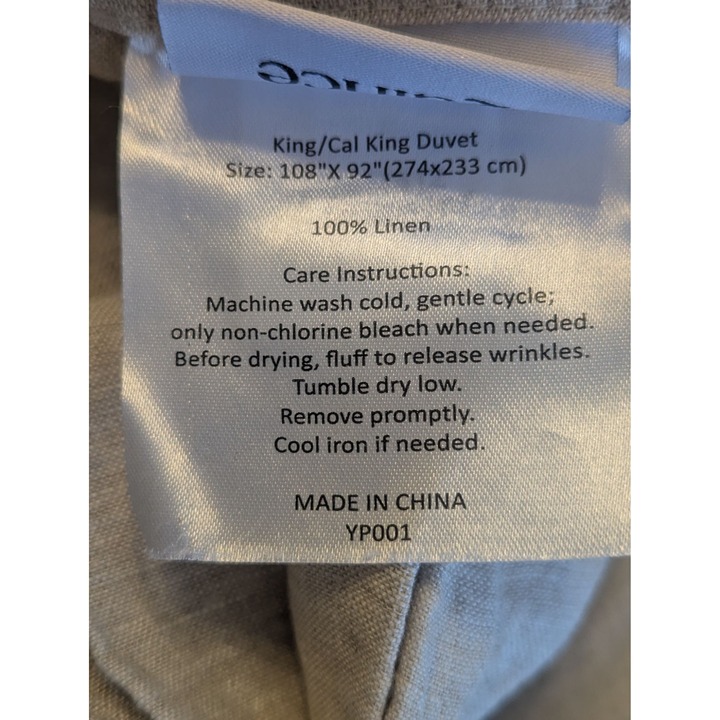 King/Cal King Duvet
Size: 108"X 92"(274x233 cm)
100% Linen
Care Instructions:
Machine wash cold, gentle cycle;
only non-chlorine bleach when needed.
Before drying, fluff to release wrinkles.
Tumble dry low.
Remove promptly.
Cool iron if needed.
MADE IN CHINA
YP001